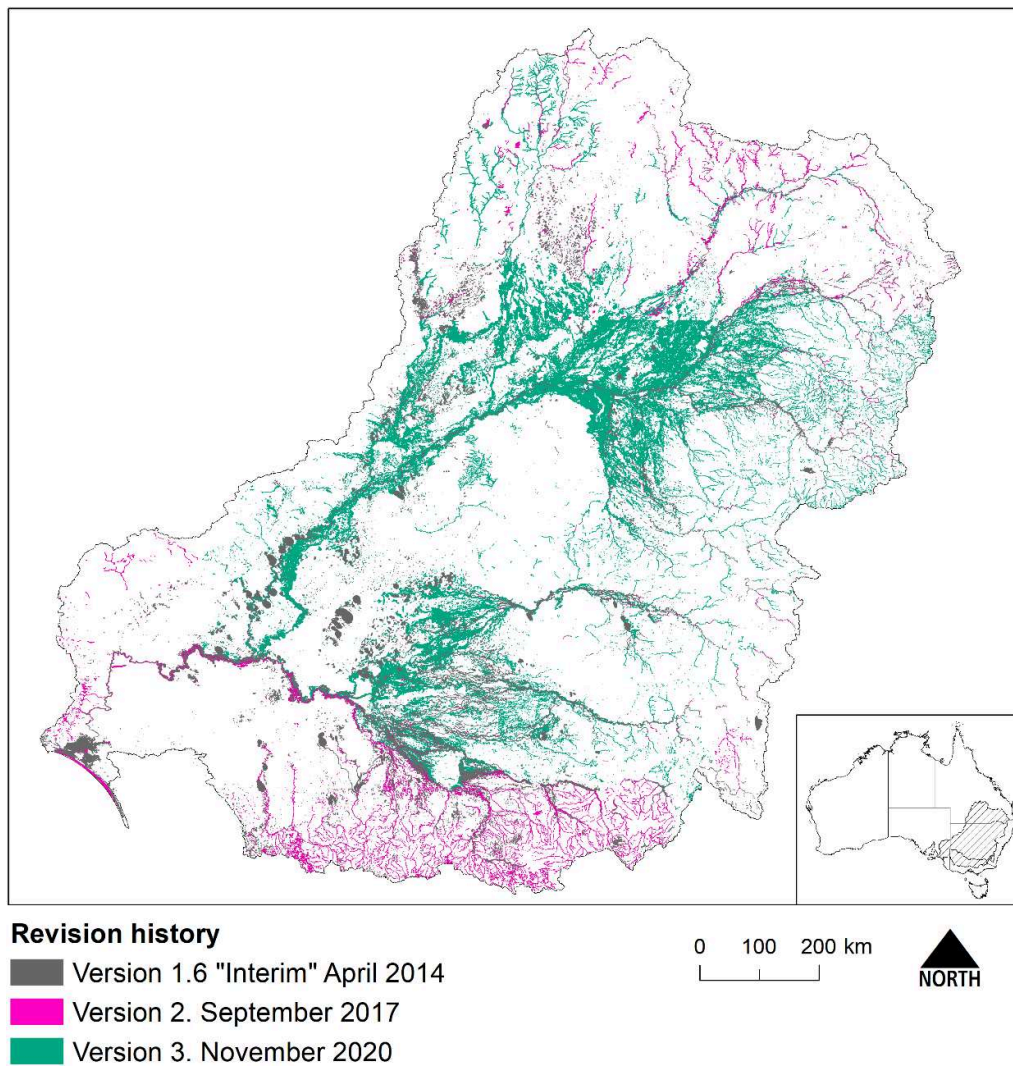 Revision history
Version 1.6 "Interim" April 2014
Version 2. September 2017
Version 3. November 2020
0 100 200 km
NORTH